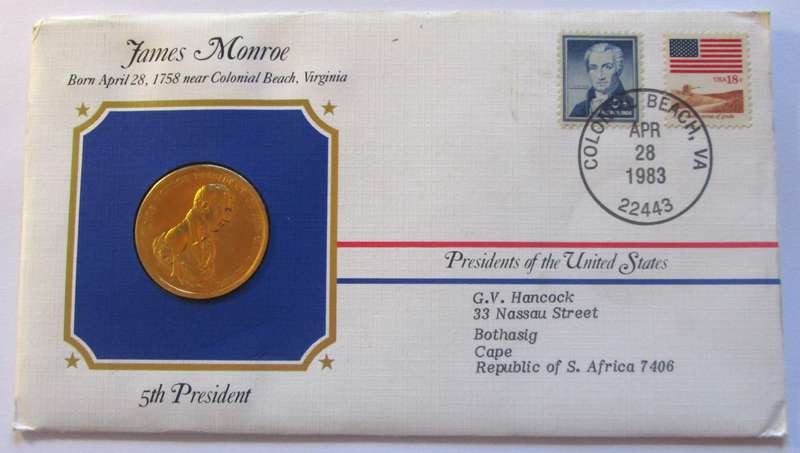 James Monroe
Born April 28, 1758 near Colonial Beach, Virginia
5th President
USA 18c
COLONIAL BEACH, VA
APR
28
1983
22443
Presidents of the United States
G.V. Hancock
33 Nassau Street
Bothasig
Cape
Republic of S. Africa 7406